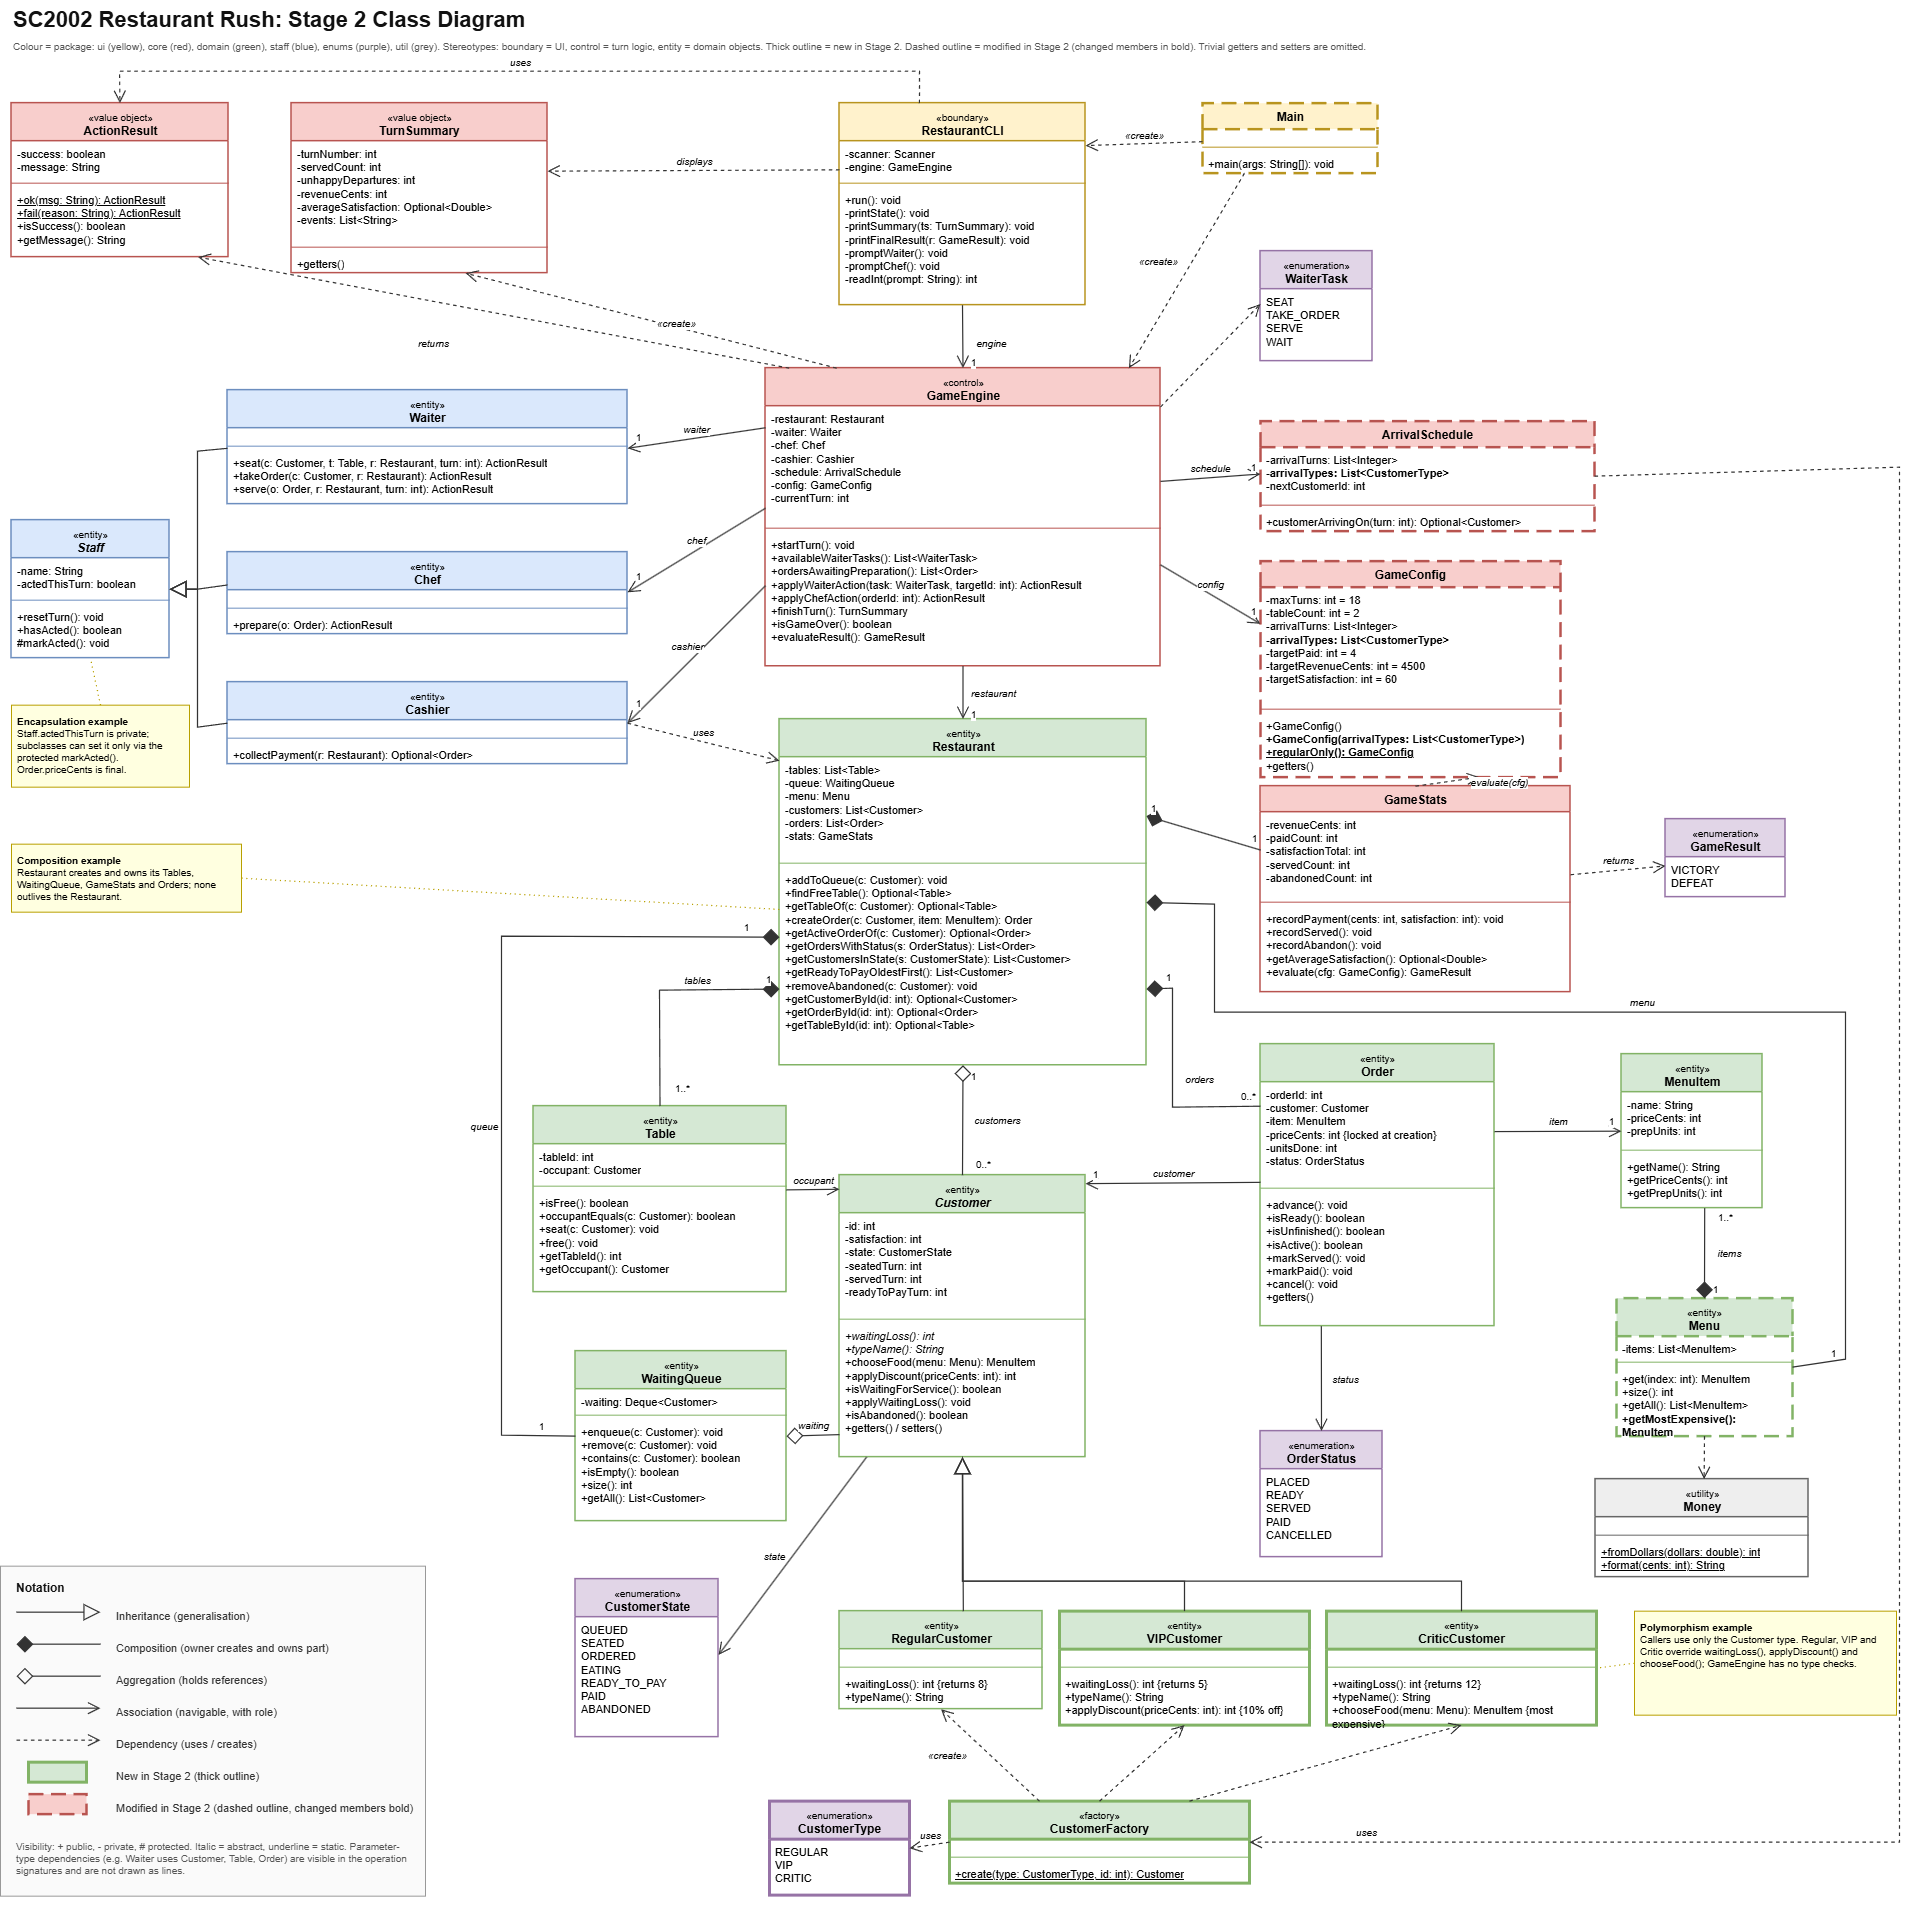 SC2002 Restaurant Rush: Stage 2 Class Diagram
Colour = package: ui (yellow), core (red), domain (green), staff (blue), enums (purple), util (grey). Stereotypes: boundary = UI, control = turn logic, entity = domain objects. Thick outline = new in Stage 2. Dashed outline = modified in Stage 2 (changed members in bold). Trivial getters and setters are omitted.
uses
«value object»
ActionResult
-success: boolean
-message: String
+ok(msg: String): ActionResult
+fail(reason: String): ActionResult
+isSuccess(): boolean
+getMessage(): String
«value object»
TurnSummary
-turnNumber: int
-servedCount: int
-unhappyDepartures: int
-revenueCents: int
-averageSatisfaction: Optional<Double>
-events: List<String>
+getters()
displays
«boundary»
RestaurantCLI
-scanner: Scanner
-engine: GameEngine
+run(): void
-printState(): void
-printSummary(ts: TurnSummary): void
-printFinalResult(r: GameResult): void
-promptWaiter(): void
-promptChef(): void
-readInt(prompt: String): int
«create»
Main
+main(args: String[]): void
«create»
«enumeration»
WaiterTask
SEAT
TAKE_ORDER
SERVE
WAIT
«create»
returns
engine
1
«control»
GameEngine
-restaurant: Restaurant
-waiter: Waiter
-chef: Chef
-cashier: Cashier
-schedule: ArrivalSchedule
-config: GameConfig
-currentTurn: int
+startTurn(): void
+availableWaiterTasks(): List<WaiterTask>
+ordersAwaitingPreparation(): List<Order>
+applyWaiterAction(task: WaiterTask, targetId: int): ActionResult
+applyChefAction(orderId: int): ActionResult
+finishTurn(): TurnSummary
+isGameOver(): boolean
+evaluateResult(): GameResult
«entity»
Waiter
+seat(c: Customer, t: Table, r: Restaurant, turn: int): ActionResult
+takeOrder(c: Customer, r: Restaurant): ActionResult
+serve(o: Order, r: Restaurant, turn: int): ActionResult
waiter
1
«entity»
Staff
-name: String
-actedThisTurn: boolean
+resetTurn(): void
+hasActed(): boolean
#markActed(): void
«entity»
Chef
+prepare(o: Order): ActionResult
chef
1
«entity»
Cashier
+collectPayment(r: Restaurant): Optional<Order>
cashier
1
uses
Encapsulation example
Staff.actedThisTurn is private;
subclasses can set it only via the
protected markActed().
Order.priceCents is final.
schedule
1
ArrivalSchedule
-arrivalTurns: List<Integer>
-arrivalTypes: List<CustomerType>
-nextCustomerId: int
+customerArrivingOn(turn: int): Optional<Customer>
config
1
GameConfig
-maxTurns: int = 18
-tableCount: int = 2
-arrivalTurns: List<Integer>
-arrivalTypes: List<CustomerType>
-targetPaid: int = 4
-targetRevenueCents: int = 4500
-targetSatisfaction: int = 60
+GameConfig()
+GameConfig(arrivalTypes: List<CustomerType>)
+regularOnly(): GameConfig
+getters()
evaluate(cfg)
restaurant
1
«entity»
Restaurant
-tables: List<Table>
-queue: WaitingQueue
-menu: Menu
-customers: List<Customer>
-orders: List<Order>
-stats: GameStats
+addToQueue(c: Customer): void
+findFreeTable(): Optional<Table>
+getTableOf(c: Customer): Optional<Table>
+createOrder(c: Customer, item: MenuItem): Order
+getActiveOrderOf(c: Customer): Optional<Order>
+getOrdersWithStatus(s: OrderStatus): List<Order>
+getCustomersInState(s: CustomerState): List<Customer>
+getReadyToPayOldestFirst(): List<Customer>
+removeAbandoned(c: Customer): void
+getCustomerById(id: int): Optional<Customer>
+getOrderById(id: int): Optional<Order>
+getTableById(id: int): Optional<Table>
1
1
GameStats
-revenueCents: int
-paidCount: int
-satisfactionTotal: int
-servedCount: int
-abandonedCount: int
+recordPayment(cents: int, satisfaction: int): void
+recordServed(): void
+recordAbandon(): void
+getAverageSatisfaction(): Optional<Double>
+evaluate(cfg: GameConfig): GameResult
returns
«enumeration»
GameResult
VICTORY
DEFEAT
Composition example
Restaurant creates and owns its Tables,
WaitingQueue, GameStats and Orders; none
outlives the Restaurant.
1
tables
1
1..*
queue
1
menu
1
orders
0..*
1
customers
0..*
«entity»
Table
-tableId: int
-occupant: Customer
+isFree(): boolean
+occupantEquals(c: Customer): boolean
+seat(c: Customer): void
+free(): void
+getTableId(): int
+getOccupant(): Customer
occupant
«entity»
Customer
-id: int
-satisfaction: int
-state: CustomerState
-seatedTurn: int
-servedTurn: int
-readyToPayTurn: int
+waitingLoss(): int
+typeName(): String
+chooseFood(menu: Menu): MenuItem
+applyDiscount(priceCents: int): int
+isWaitingForService(): boolean
+applyWaitingLoss(): void
+isAbandoned(): boolean
+getters() / setters()
1
customer
«entity»
Order
-orderId: int
-customer: Customer
-item: MenuItem
-priceCents: int {locked at creation}
-unitsDone: int
-status: OrderStatus
+advance(): void
+isReady(): boolean
+isUnfinished(): boolean
+isActive(): boolean
+markServed(): void
+markPaid(): void
+cancel(): void
+getters()
item
1
«entity»
MenuItem
-name: String
-priceCents: int
-prepUnits: int
+getName(): String
+getPriceCents(): int
+getPrepUnits(): int
1..*
items
1
«entity»
Menu
-items: List<MenuItem>
+get(index: int): MenuItem
+size(): int
+getAll(): List<MenuItem>
+getMostExpensive():
MenuItem
1
«entity»
WaitingQueue
-waiting: Deque<Customer>
+enqueue(c: Customer): void
+remove(c: Customer): void
+contains(c: Customer): boolean
+isEmpty(): boolean
+size(): int
+getAll(): List<Customer>
1
waiting
status
«enumeration»
OrderStatus
PLACED
READY
SERVED
PAID
CANCELLED
«utility»
Money
+fromDollars(dollars: double): int
+format(cents: int): String
state
«enumeration»
CustomerState
QUEUED
SEATED
ORDERED
EATING
READY_TO_PAY
PAID
ABANDONED
«entity»
RegularCustomer
+waitingLoss(): int {returns 8}
+typeName(): String
«entity»
VIPCustomer
+waitingLoss(): int {returns 5}
+typeName(): String
+applyDiscount(priceCents: int): int {10% off}
«entity»
CriticCustomer
+waitingLoss(): int {returns 12}
+typeName(): String
+chooseFood(menu: Menu): MenuItem {most
expensive}
Polymorphism example
Callers use only the Customer type. Regular, VIP and
Critic override waitingLoss(), applyDiscount() and
chooseFood(); GameEngine has no type checks.
«create»
«enumeration»
CustomerType
REGULAR
VIP
CRITIC
uses
«factory»
CustomerFactory
+create(type: CustomerType, id: int): Customer
uses
Notation
Inheritance (generalisation)
Composition (owner creates and owns part)
Aggregation (holds references)
Association (navigable, with role)
Dependency (uses / creates)
New in Stage 2 (thick outline)
Modified in Stage 2 (dashed outline, changed members bold)
Visibility: + public, - private, # protected. Italic = abstract, underline = static. Parameter-
type dependencies (e.g. Waiter uses Customer, Table, Order) are visible in the operation
signatures and are not drawn as lines.